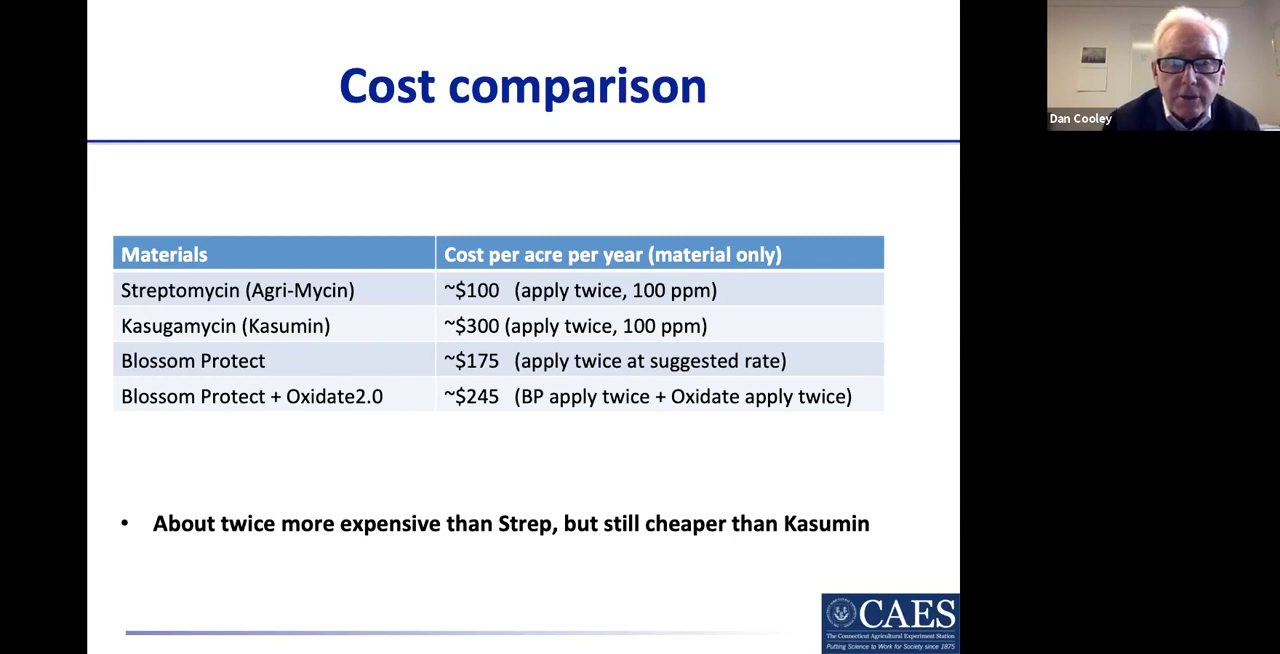 Cost comparison
Dan Cooley
Materials Cost per acre per year (material only)
Streptomycin (Agri-Mycin) ~$100 (apply twice, 100 ppm)
Kasugamycin (Kasumin) ~$300 (apply twice, 100 ppm)
Blossom Protect ~$175 (apply twice at suggested rate)
Blossom Protect + Oxidate2.0 ~$245 (BP apply twice + Oxidate apply twice)
• About twice more expensive than Strep, but still cheaper than Kasumin
CAES
The Connecticut Agricultural Experiment Station
Putting Science to Work for Society since 1875